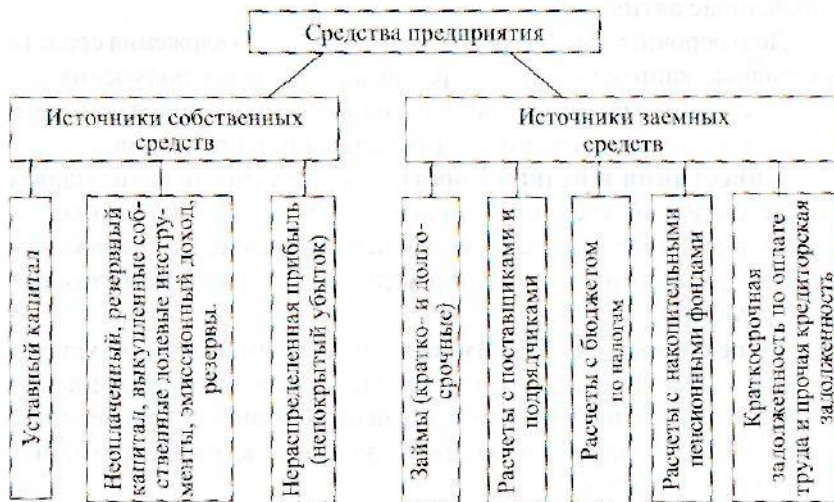 Средства предприятия
Источники собственных
средств
Источники заемных
средств
Уставный капитал
Неоплаченный, резервный
капитал, выкупленные соб-
ственные долевые инстру-
менты, эмиссионный доход,
резервы
Нераспределенная прибыль
(непокрытый убыток)
Займы (кратко- и долго-
срочные)
Расчеты с поставщиками и
подрядчиками
Расчеты с бюджетом
по налогам
Расчеты с накопительными
пенсионными фондами
Краткосрочная
задолженность по оплате
труда и прочая кредиторская
задолженность